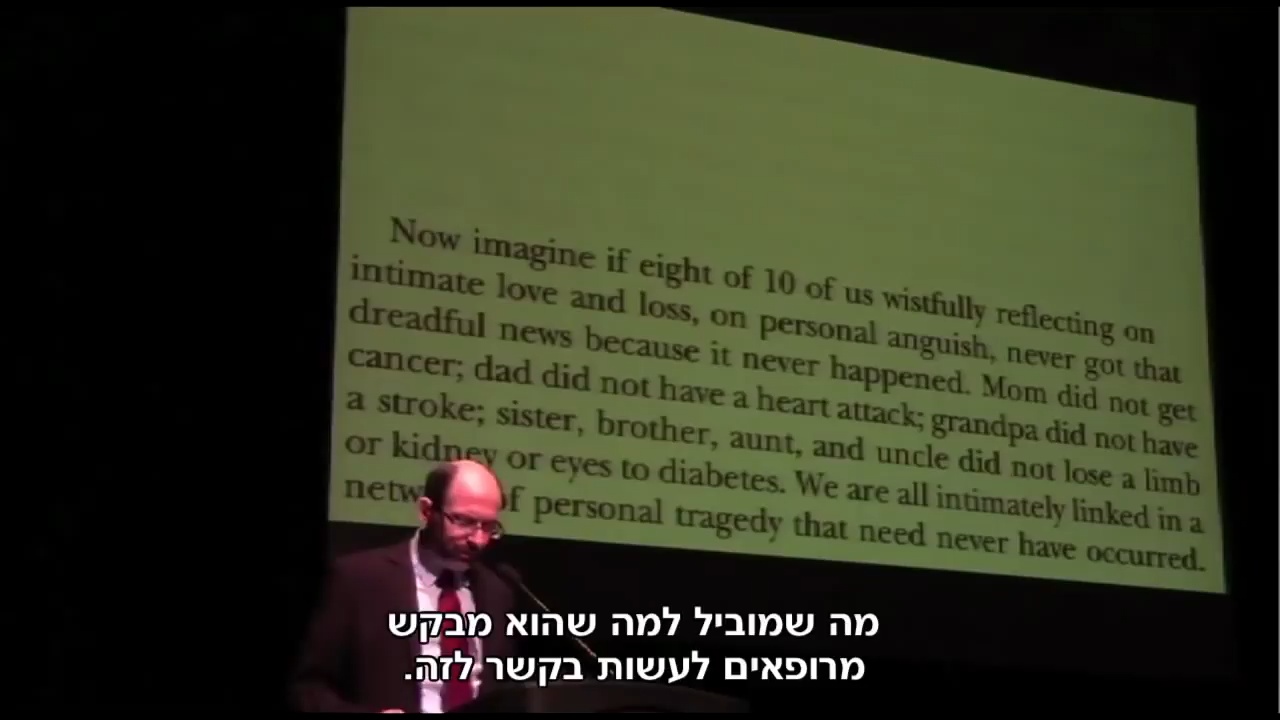 Now imagine if eight of 10 of us wistfully reflecting on
intimate love and loss, on personal anguish, never got that
dreadful news because it never happened. Mom did not get
cancer; dad did not have a heart attack; grandpa did not have
a stroke; sister, brother, aunt, and uncle did not lose a limb
or kidney or eyes to diabetes. We are all intimately linked in a
of personal tragedy that need never have occurred.
מה שמוביל למה שהוא מבקש
מרופאים לעשות בקשר לזה.